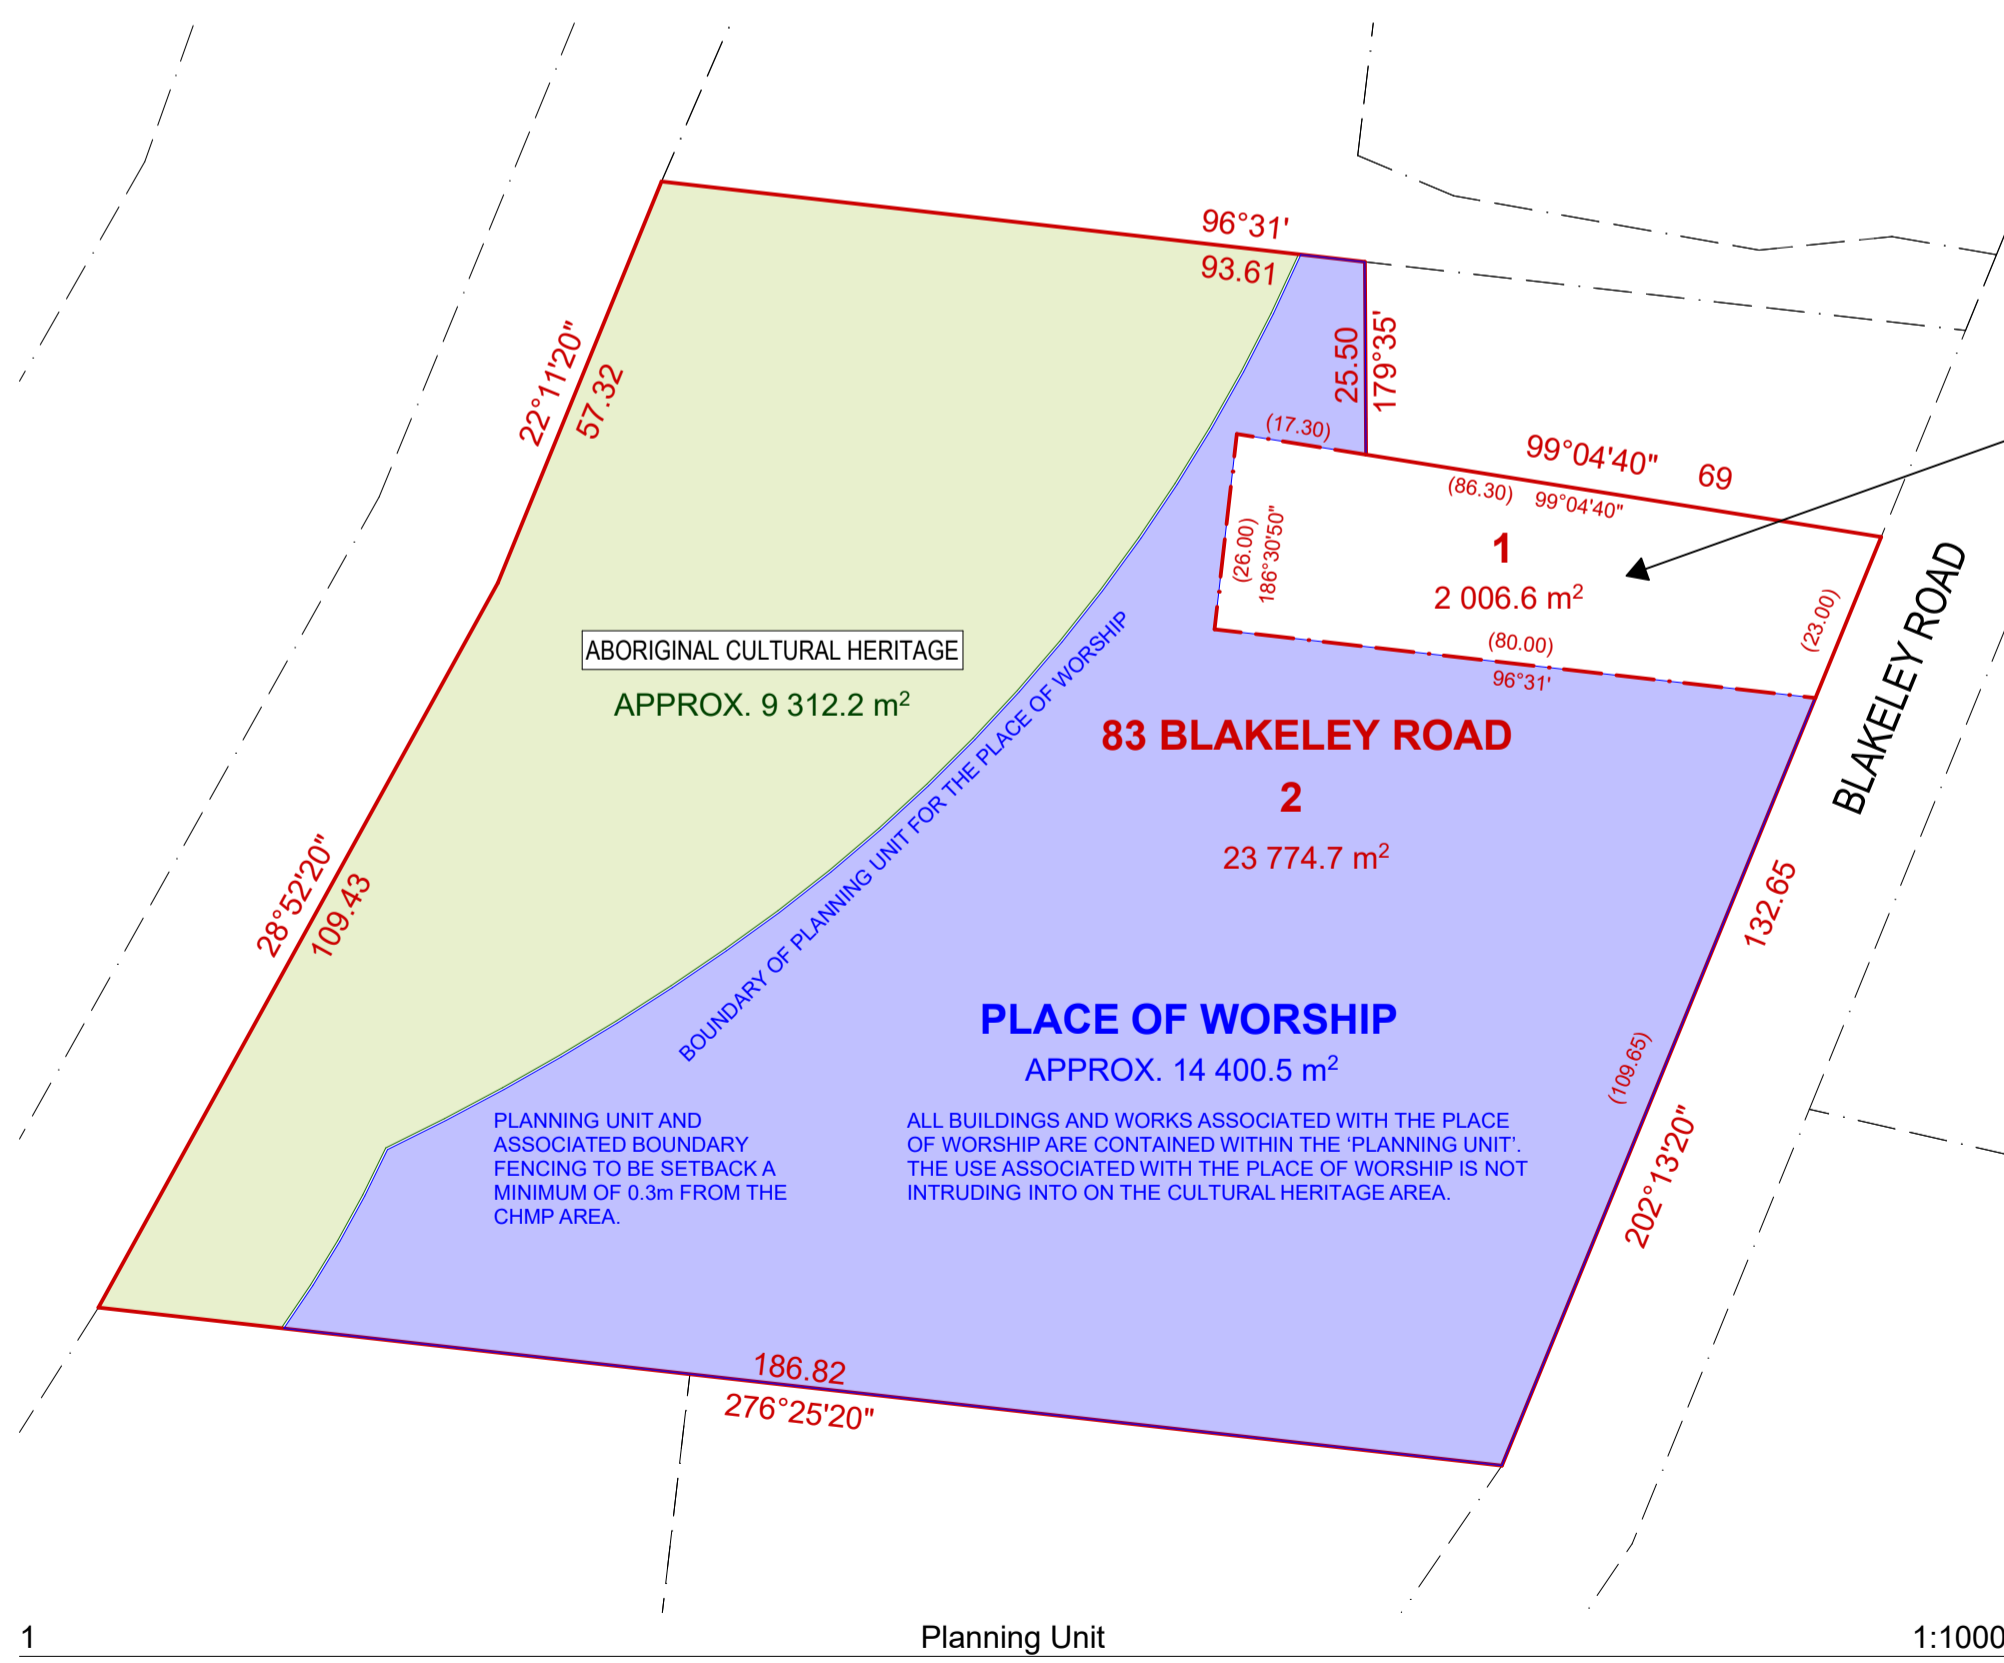 96°31'
93.61
22°11'20"
57.32
25.50
179°35'
(17.30)
99°04'40" 69
(86.30) 99°04'40"
1
2 006.6 m²
(26.00)
186°30'50"
(23.00)
(80.00)
96°31'
BLAKELEY ROAD
ABORIGINAL CULTURAL HERITAGE
APPROX. 9 312.2 m²
BOUNDARY OF PLANNING UNIT FOR THE PLACE OF WORSHIP
83 BLAKELEY ROAD
2
23 774.7 m²
28°52'20"
109.43
132.65
(109.65)
202°13'20"
PLACE OF WORSHIP
APPROX. 14 400.5 m²
PLANNING UNIT AND
ASSOCIATED BOUNDARY
FENCING TO BE SETBACK A
MINIMUM OF 0.3m FROM THE
CHMP AREA.
ALL BUILDINGS AND WORKS ASSOCIATED WITH THE PLACE
OF WORSHIP ARE CONTAINED WITHIN THE ‘PLANNING UNIT’.
THE USE ASSOCIATED WITH THE PLACE OF WORSHIP IS NOT
INTRUDING INTO ON THE CULTURAL HERITAGE AREA.
186.82
276°25'20"
1 Planning Unit 1:1000